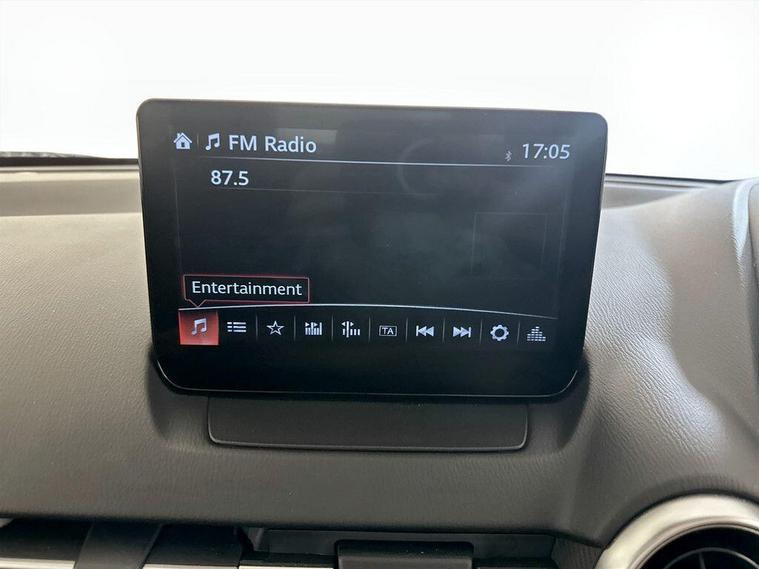 FM Radio 17:05
87.5
Entertainment
TA